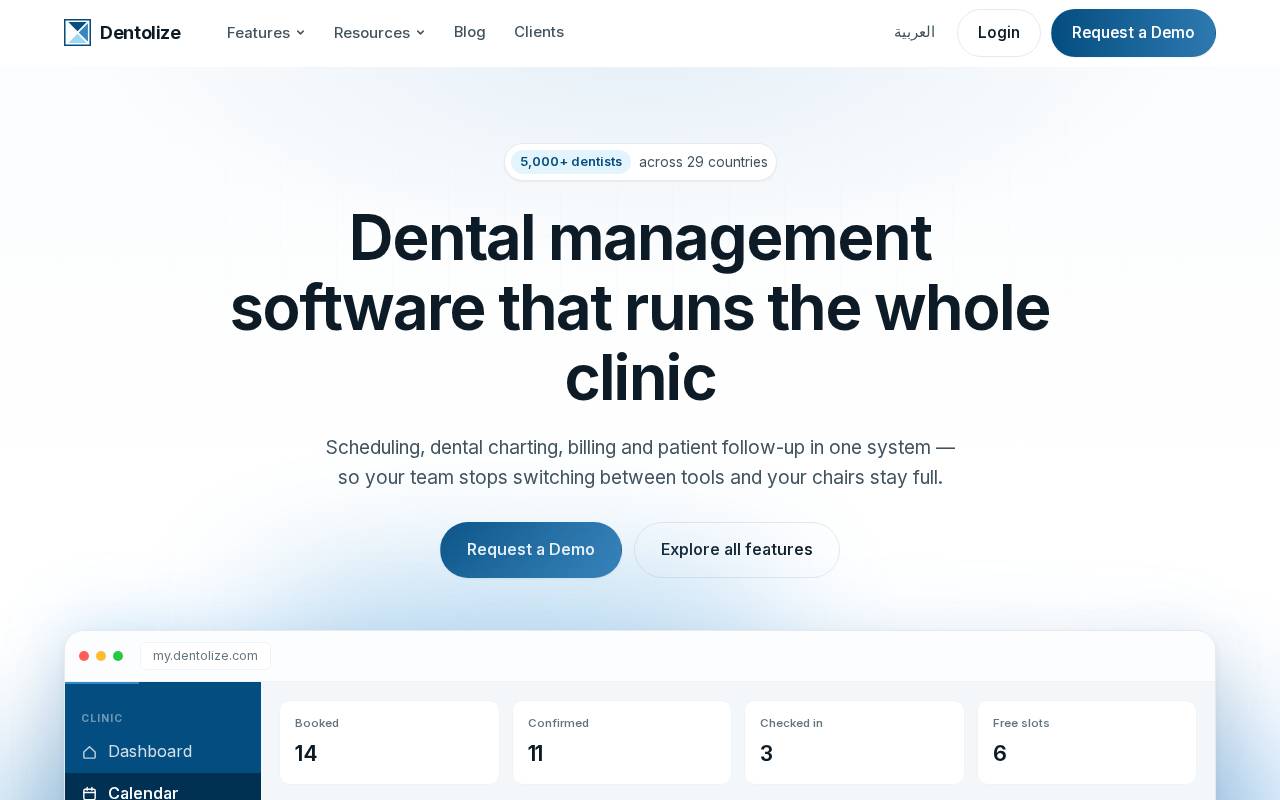 Dentolize
Features
Resources
Blog
Clients
العربية
Login
Request a Demo
5,000+ dentists across 29 countries
Dental management
software that runs the whole
clinic
Scheduling, dental charting, billing and patient follow-up in one system —
so your team stops switching between tools and your chairs stay full.
Request a Demo
Explore all features
my.dentolize.com
CLINIC
Dashboard
Calendar
Booked
14
Confirmed
11
Checked in
3
Free slots
6